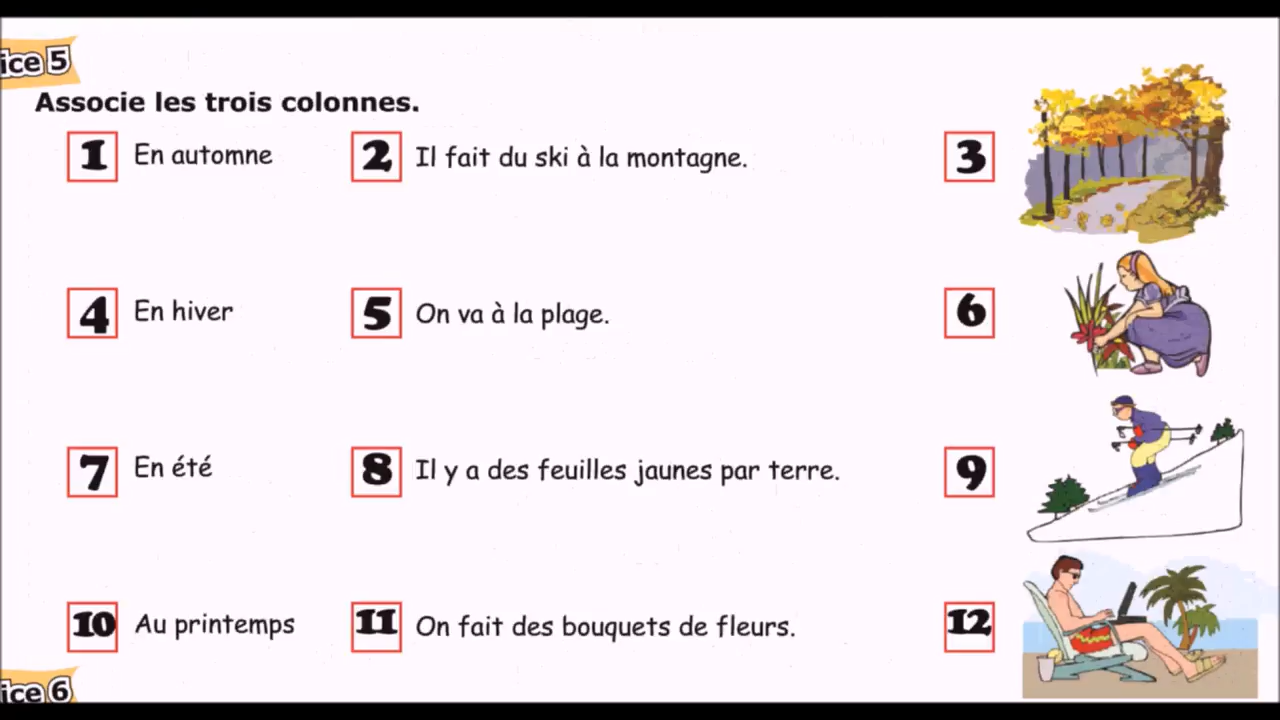 ice 5
Associe les trois colonnes.
1 En automne 2 Il fait du ski à la montagne. 3
4 En hiver 5 On va à la plage. 6
7 En été 8 Il y a des feuilles jaunes par terre. 9
10 Au printemps 11 On fait des bouquets de fleurs. 12
ice 6